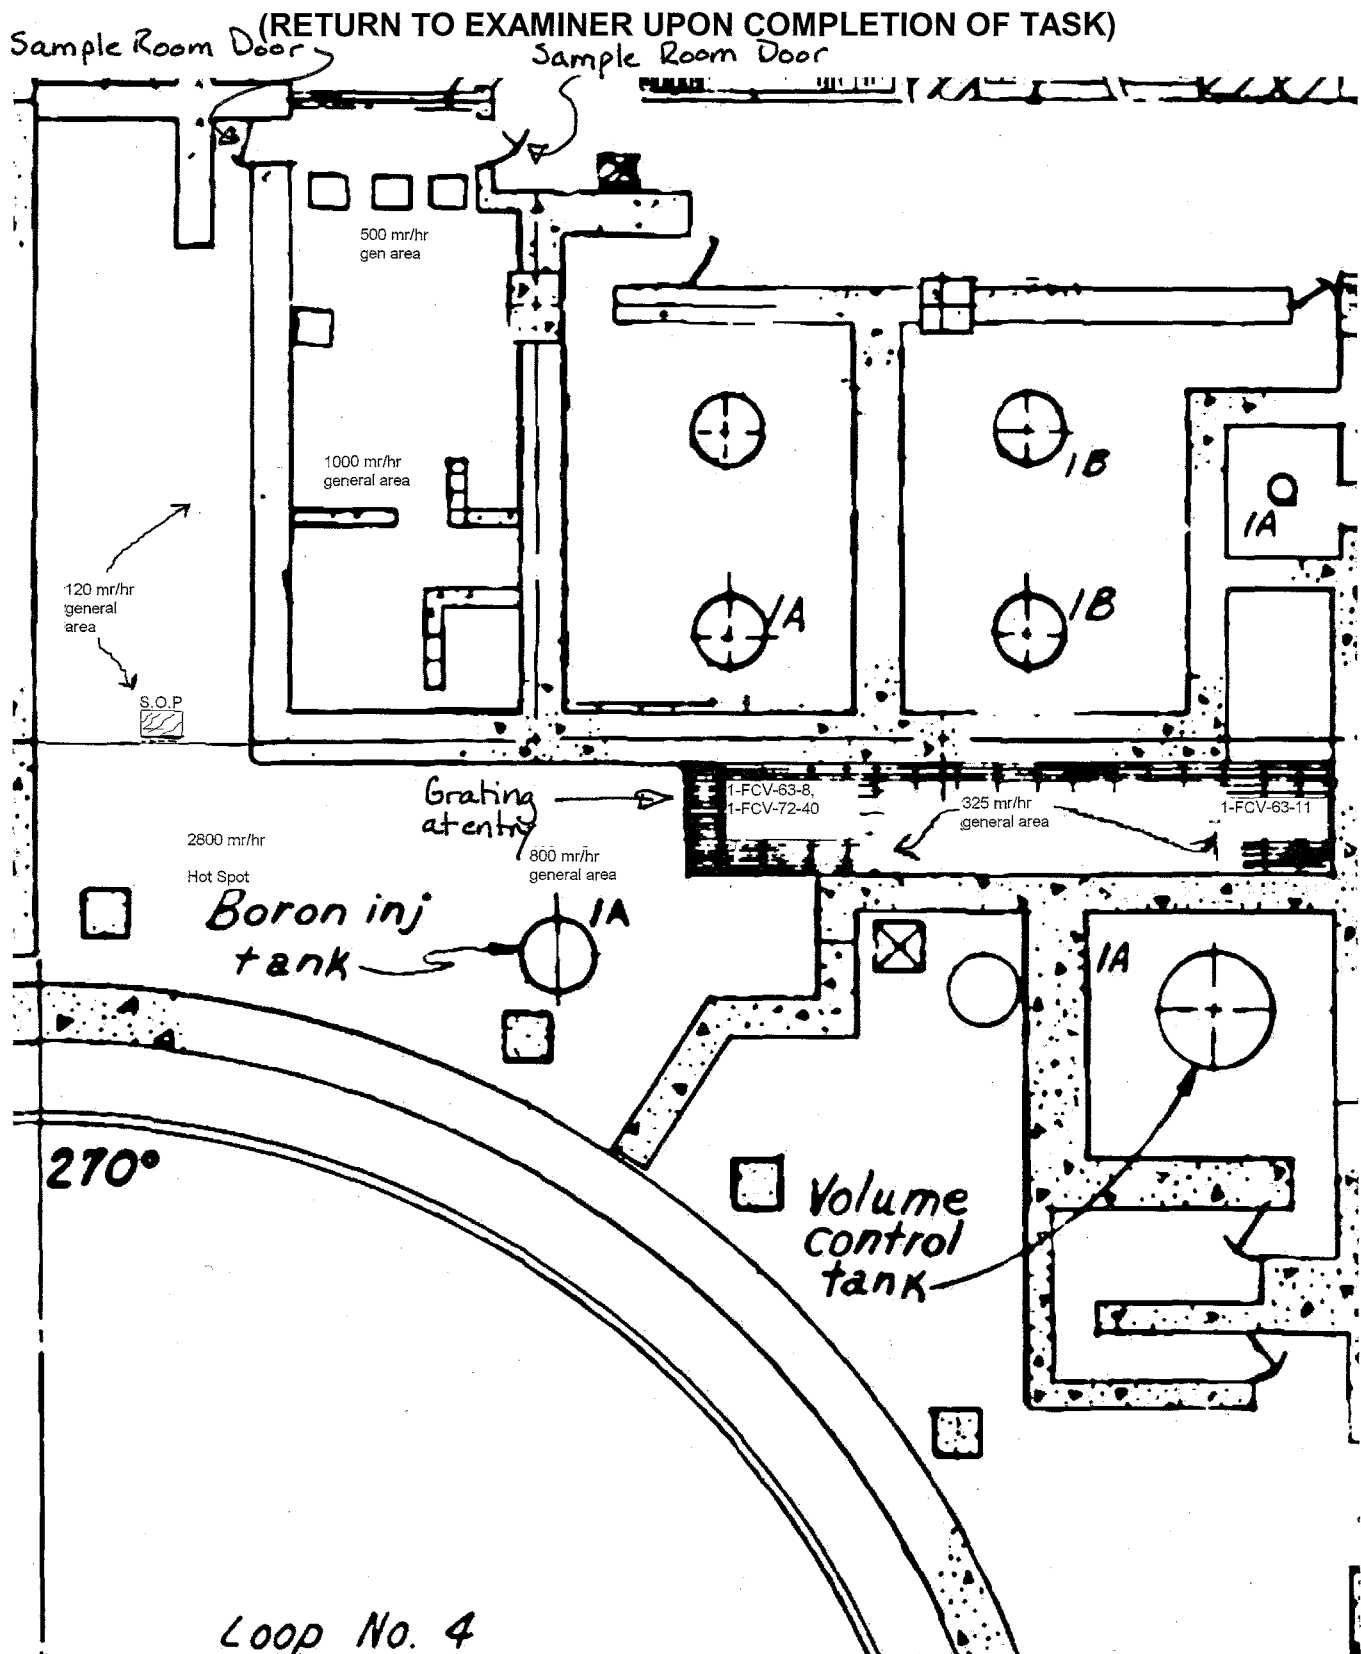 (RETURN TO EXAMINER UPON COMPLETION OF TASK)
Sample Room Door
Sample Room Door
500 mr/hr
gen area
1000 mr/hr
general area
1B
1A
120 mr/hr
general
area
1A
1B
S.O.P
Grating
at entry
1-FCV-63-8,
1-FCV-72-40
325 mr/hr
general area
1-FCV-63-11
2800 mr/hr
Hot Spot
800 mr/hr
general area
Boron inj
tank
1A
1A
270°
Volume
control
tank
Loop No. 4